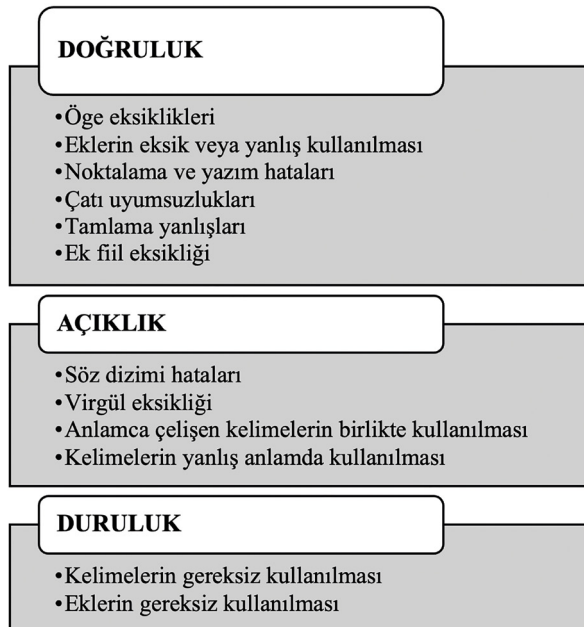 DOĞRULUK
•Öge eksiklikleri
•Eklerin eksik veya yanlış kullanılması
•Noktalama ve yazım hataları
•Çatı uyumsuzlukları
•Tamlama yanlışları
•Ek fiil eksikliği
AÇIKLIK
•Söz dizimi hataları
•Virgül eksikliği
•Anlamca çelişen kelimelerin birlikte kullanılması
•Kelimelerin yanlış anlamda kullanılması
DURULUK
•Kelimelerin gereksiz kullanılması
•Eklerin gereksiz kullanılması